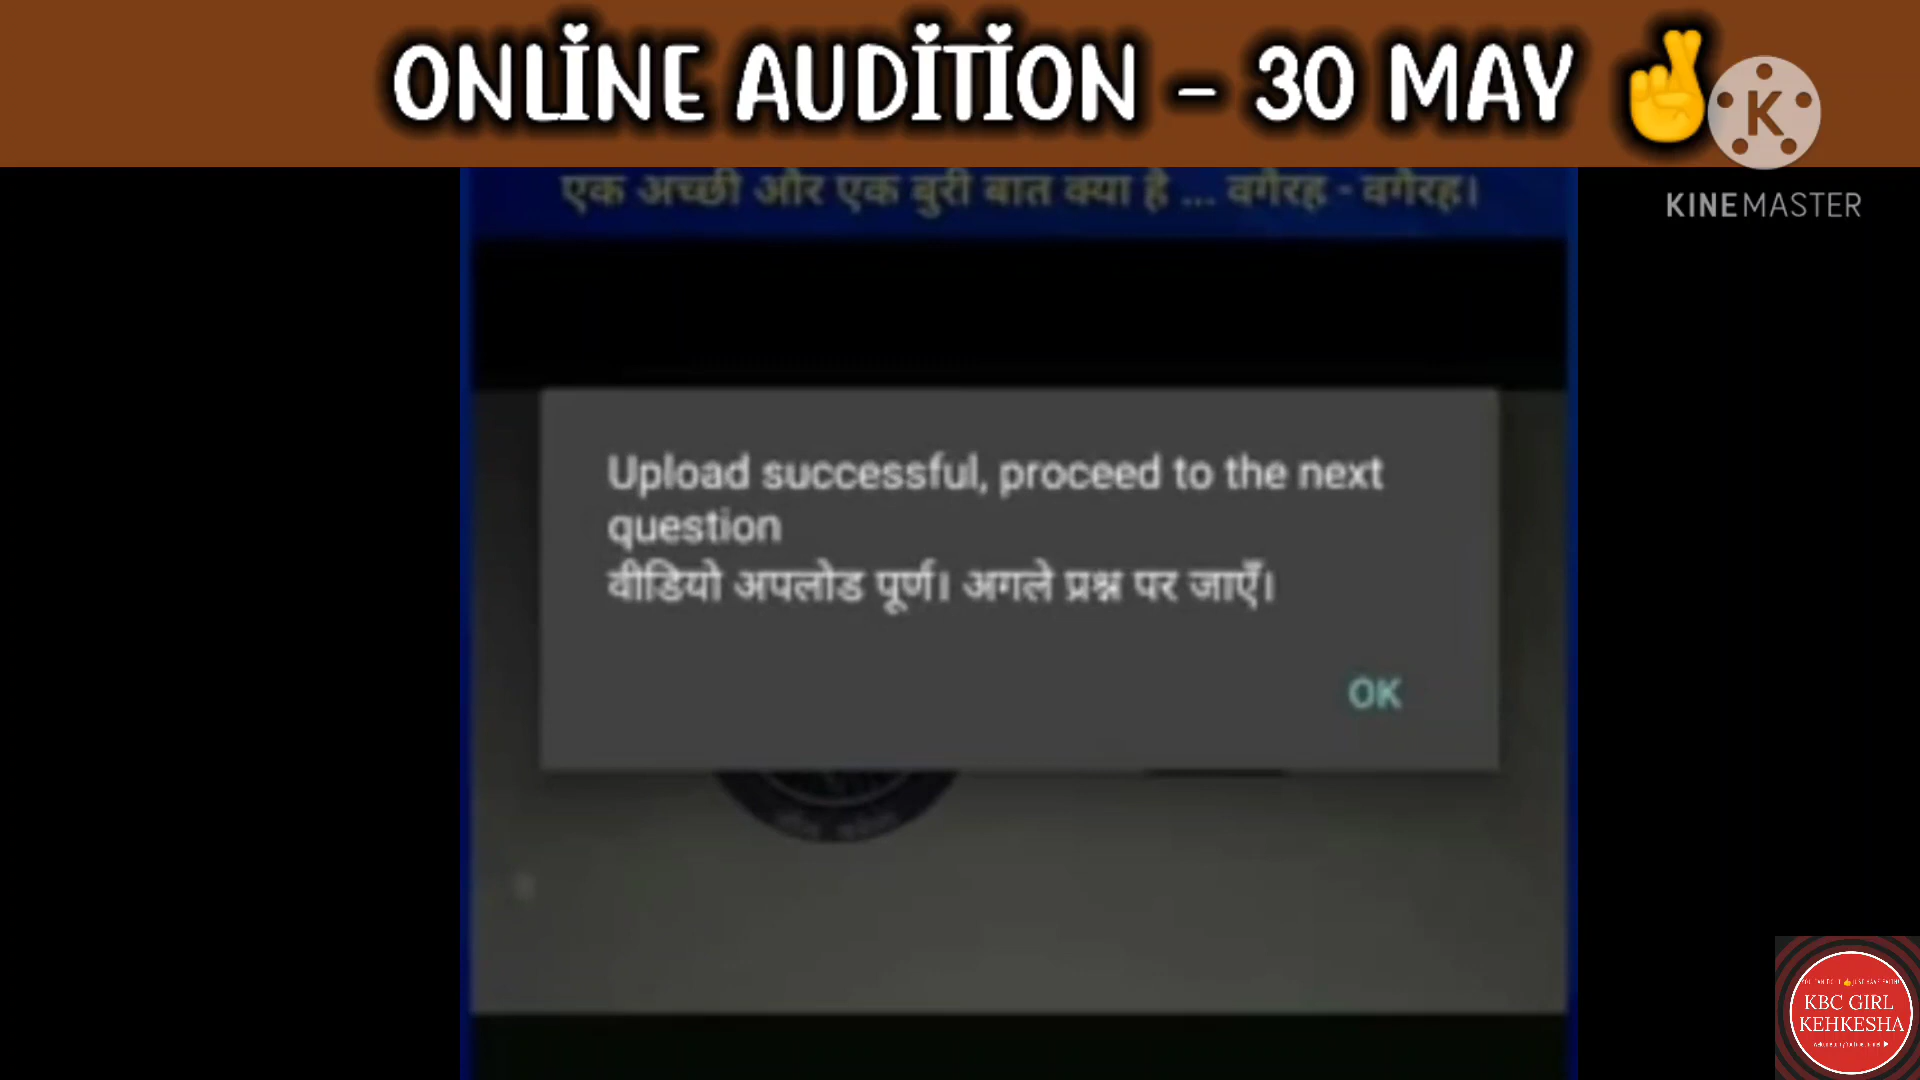 ONLINE AUDITION - 30 MAY
K
KINEMASTER
एक अच्छी और एक बुरी बात क्या है ... वगैरह - वगैरह।
Upload successful, proceed to the next
question
वीडियो अपलोड पूर्ण। अगले प्रश्न पर जाएँ।
OK
KBC GIRL
KEHKESHA